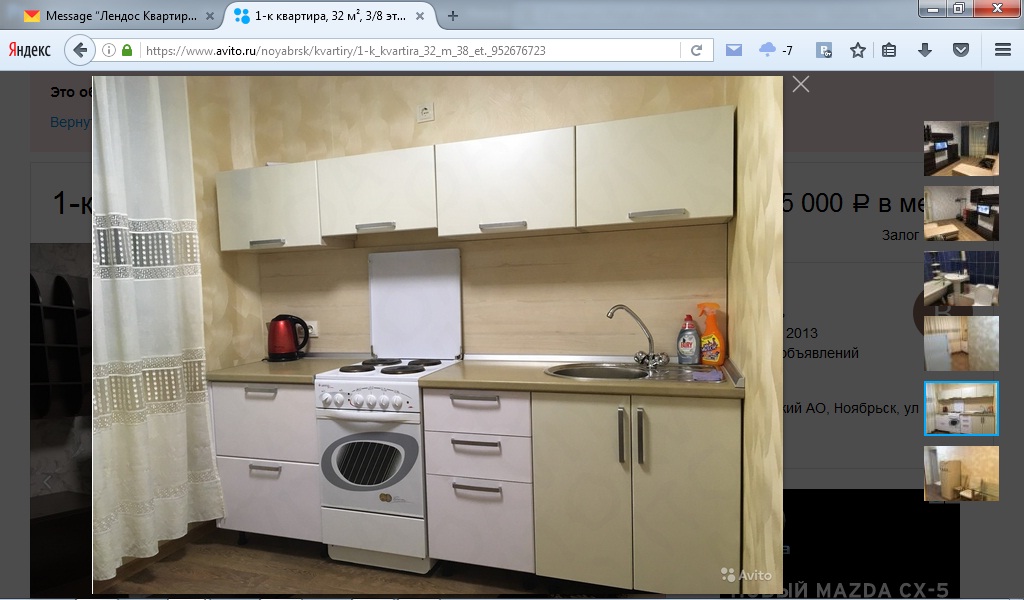 Message "Лендос Квартир...
1-к квартира, 32 м², 3/8 эт...
Яндекс
https://www.avito.ru/noyabrsk/kvartiry/1-k_kvartira_32_m_38_et._952676723
-7
Это об
Верну
1-к
5 000 ₽ в ме
Залог
2013
объявлений
кий АО, Ноябрьск, ул
Avito
НОВЫЙ MAZDA CX-5